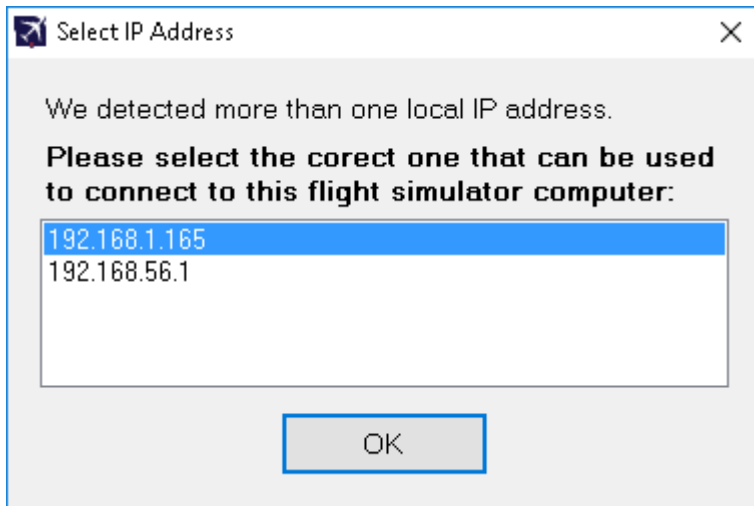 Select IP Address
We detected more than one local IP address.
Please select the corect one that can be used
to connect to this flight simulator computer:
192.168.1.165
192.168.56.1
OK